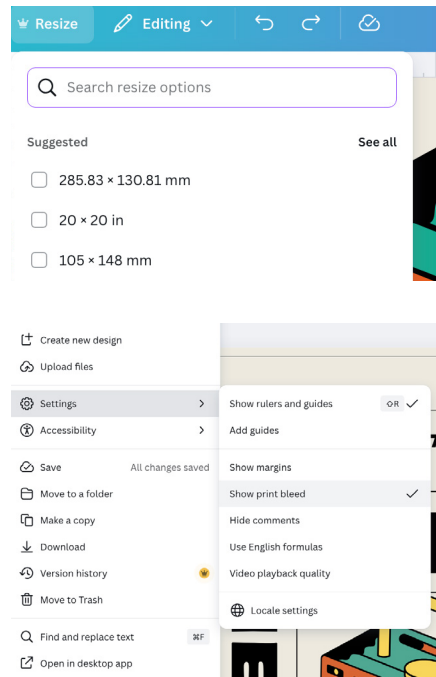 Resize Editing
Search resize options
Suggested See all
285.83 × 130.81 mm
20 × 20 in
105 × 148 mm
Create new design
Upload files
Settings
Accessibility
Save All changes saved
Move to a folder
Make a copy
Download
Version history
Move to Trash
Find and replace text ⌘F
Open in desktop app
Show rulers and guides ⇧R
Add guides
Show margins
Show print bleed
Hide comments
Use English formulas
Video playback quality
Locale settings